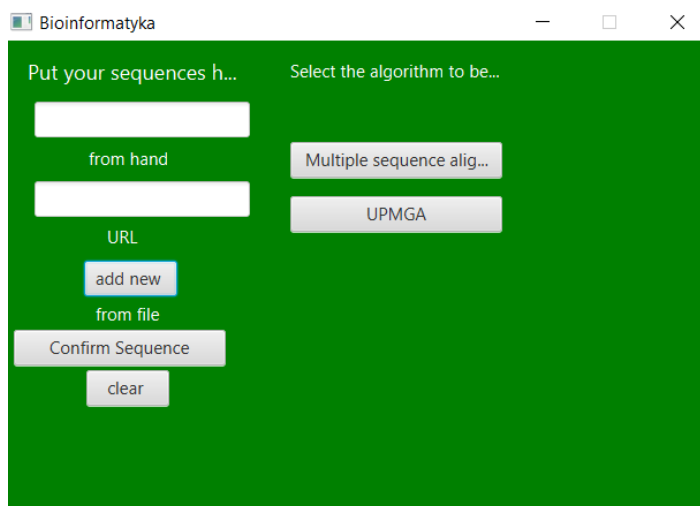 Bioinformatyka
Put your sequences h...
from hand
URL
add new
from file
Confirm Sequence
clear
Select the algorithm to be...
Multiple sequence alig...
UPMGA